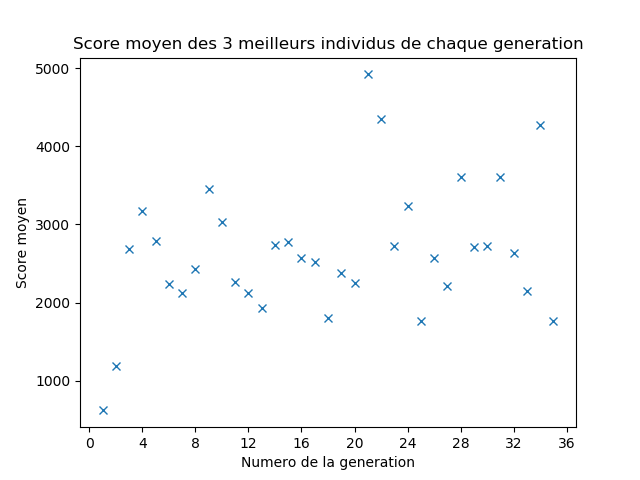 Score moyen des 3 meilleurs individus de chaque generation
5000
4000
3000
2000
1000
Score moyen
0 4 8 12 16 20 24 28 32 36
Numero de la generation